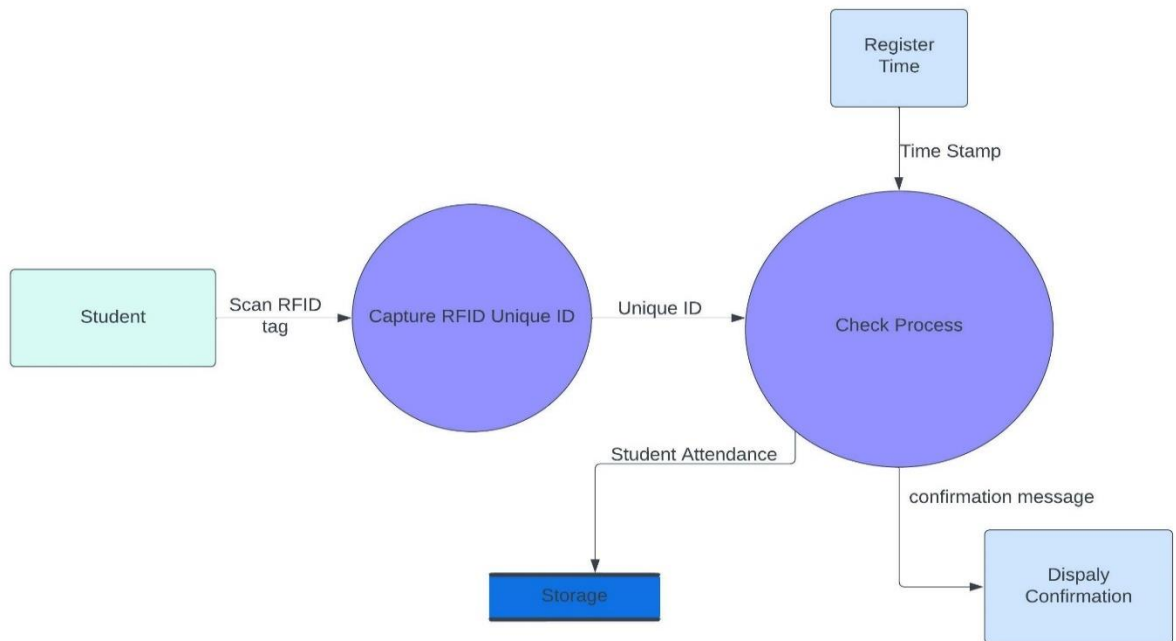 Register
Time
Time Stamp
Student
Scan RFID
tag
Capture RFID Unique ID
Unique ID
Check Process
Student Attendance
confirmation message
Storage
Dispaly
Confirmation